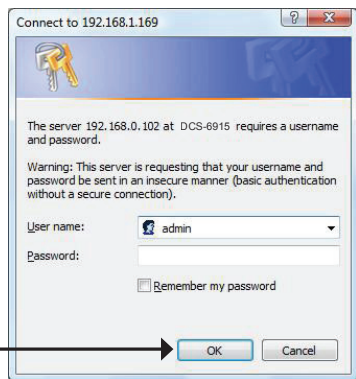 Connect to 192.168.1.169
The server 192.168.0.102 at DCS-6915 requires a username
and password.
Warning: This server is requesting that your username and
password be sent in an insecure manner (basic authentication
without a secure connection).
User name:
admin
Password:
Remember my password
OK
Cancel